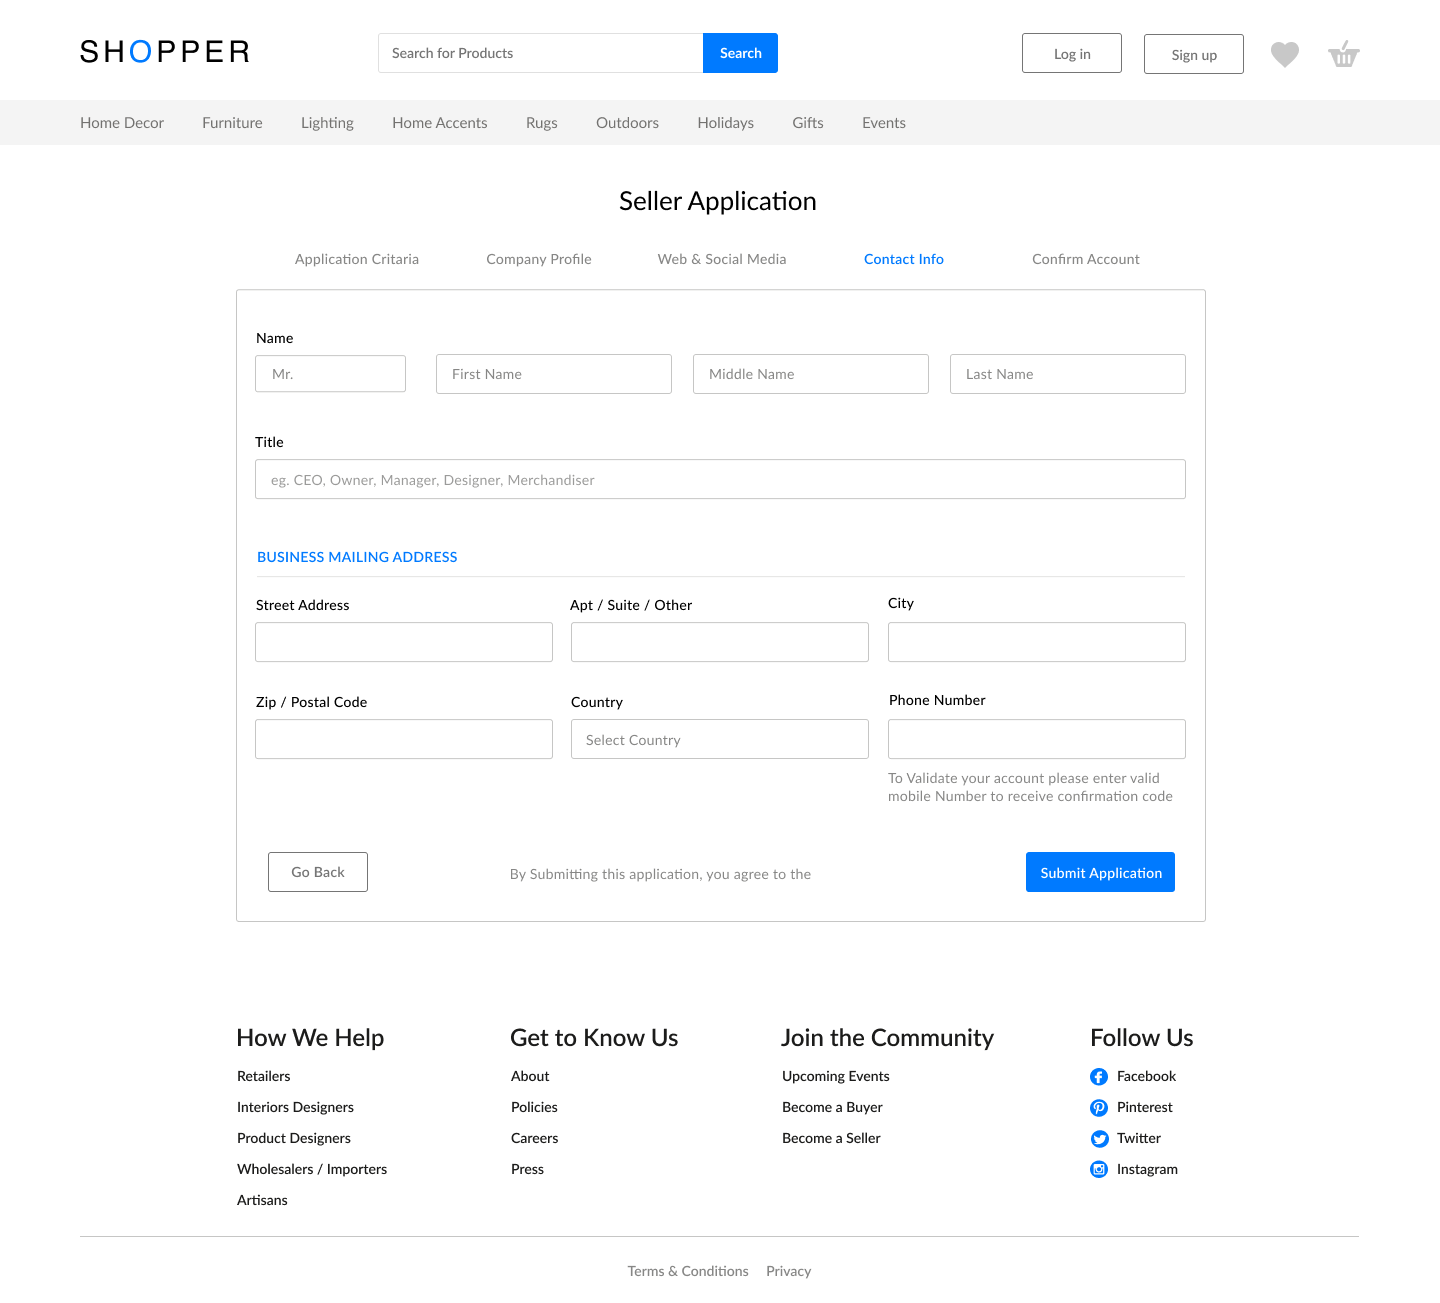 SHOPPER
Search for Products
Search
Log in
Sign up
Home Decor
Furniture
Lighting
Home Accents
Rugs
Outdoors
Holidays
Gifts
Events
Seller Application
Application Critaria
Company Profile
Web & Social Media
Contact Info
Confirm Account
Name
Mr.
First Name
Middle Name
Last Name
Title
eg. CEO, Owner, Manager, Designer, Merchandiser
BUSINESS MAILING ADDRESS
Street Address
Apt / Suite / Other
City
Zip / Postal Code
Country
Phone Number
Select Country
To Validate your account please enter valid
mobile Number to receive confirmation code
Go Back
By Submitting this application, you agree to the
Submit Application
How We Help
Retailers
Interiors Designers
Product Designers
Wholesalers / Importers
Artisans
Get to Know Us
About
Policies
Careers
Press
Join the Community
Upcoming Events
Become a Buyer
Become a Seller
Follow Us
Facebook
Pinterest
Twitter
Instagram
Terms & Conditions
Privacy